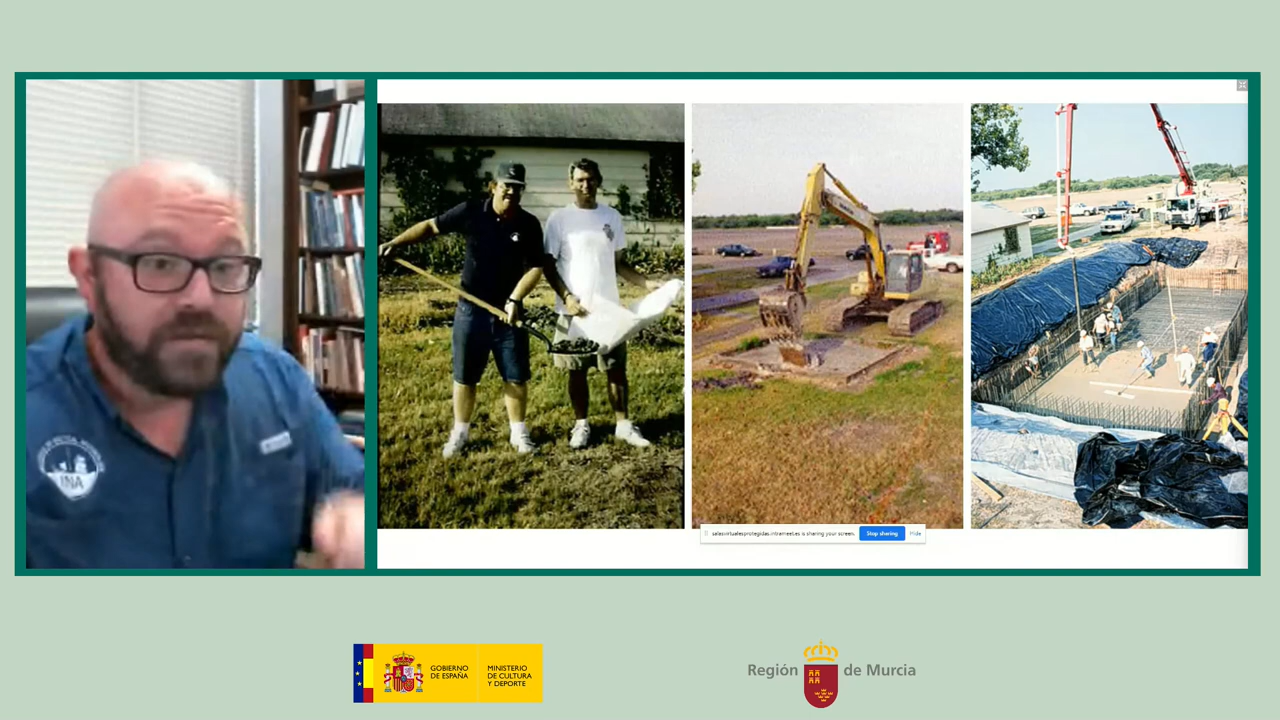 INA
salasvirtualesprotegidas.intrameet.es is sharing your screen.
Stop sharing
Hide
GOBIERNO
DE ESPAÑA
MINISTERIO
DE CULTURA
Y DEPORTE
Región de Murcia